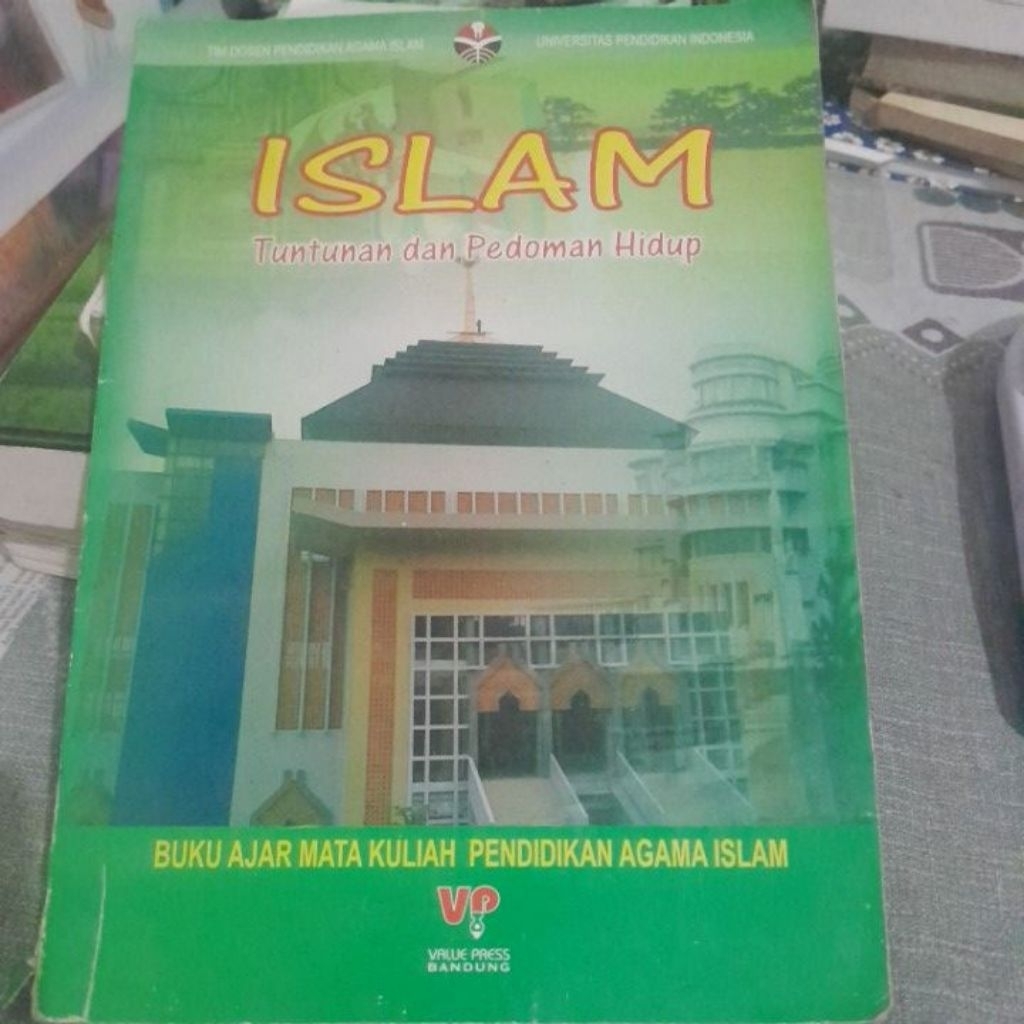 TIM DOSEN PENDIDIKAN AGAMA ISLAM
UNIVERSITAS PENDIDIKAN INDONESIA
ISLAM
Tuntunan dan Pedoman Hidup
BUKU AJAR MATA KULIAH PENDIDIKAN AGAMA ISLAM
VP
VALUE PRESS
BANDUNG